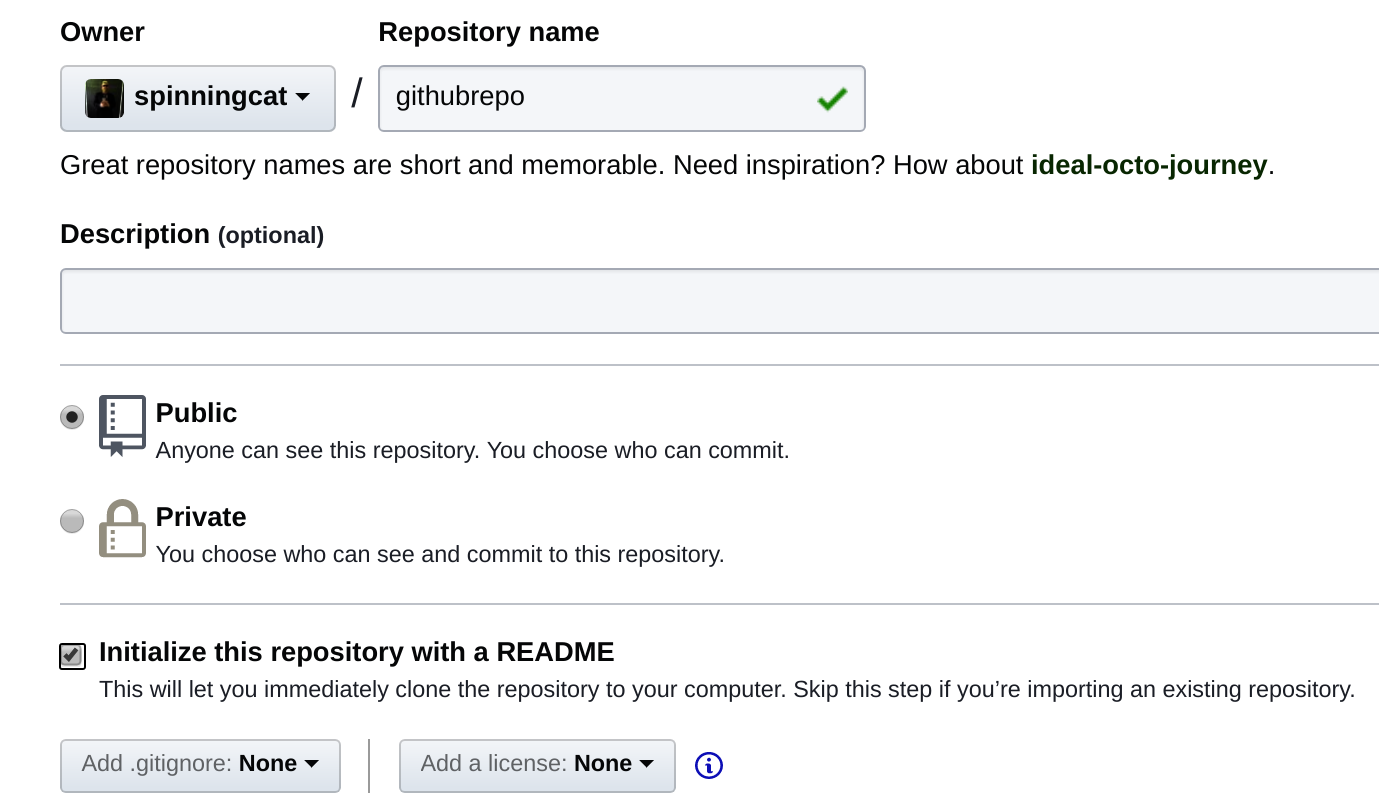 Owner Repository name
spinningcat / githubrepo
Great repository names are short and memorable. Need inspiration? How about ideal-octo-journey.
Description (optional)
Public
Anyone can see this repository. You choose who can commit.
Private
You choose who can see and commit to this repository.
Initialize this repository with a README
This will let you immediately clone the repository to your computer. Skip this step if you’re importing an existing repository.
Add .gitignore: None Add a license: None